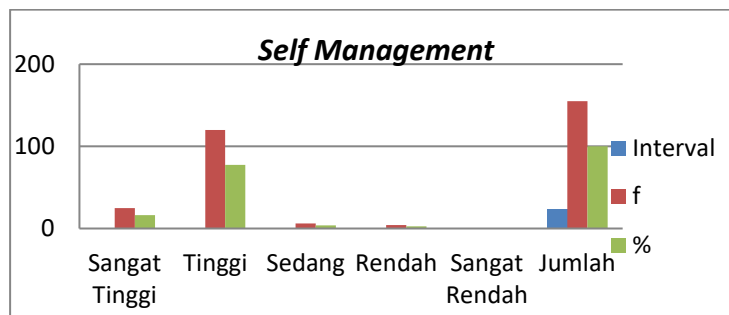 Self Management
200
100
0
Sangat Tinggi
Tinggi
Sedang
Rendah
Sangat Rendah
Jumlah
Interval
f
%